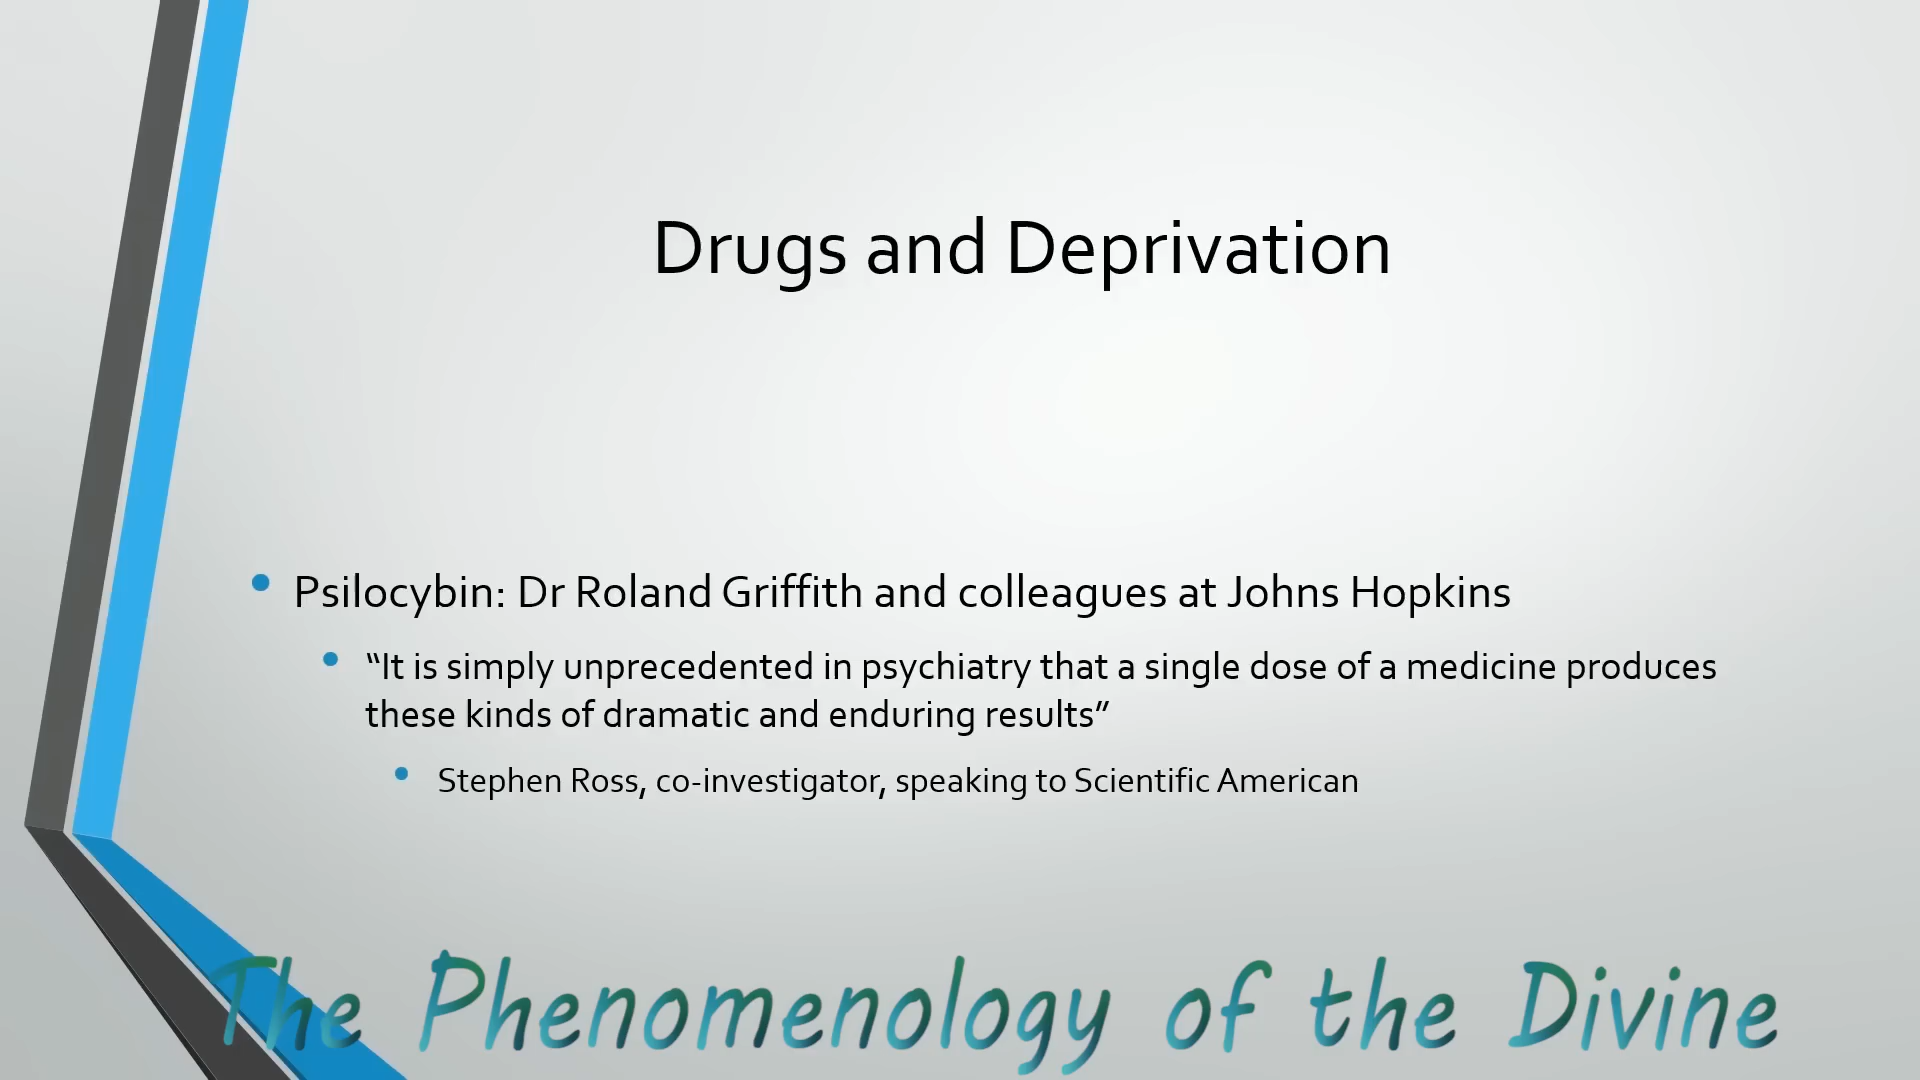 Drugs and Deprivation
Psilocybin: Dr Roland Griffith and colleagues at Johns Hopkins
“It is simply unprecedented in psychiatry that a single dose of a medicine produces
these kinds of dramatic and enduring results”
Stephen Ross, co-investigator, speaking to Scientific American
The Phenomenology of the Divine